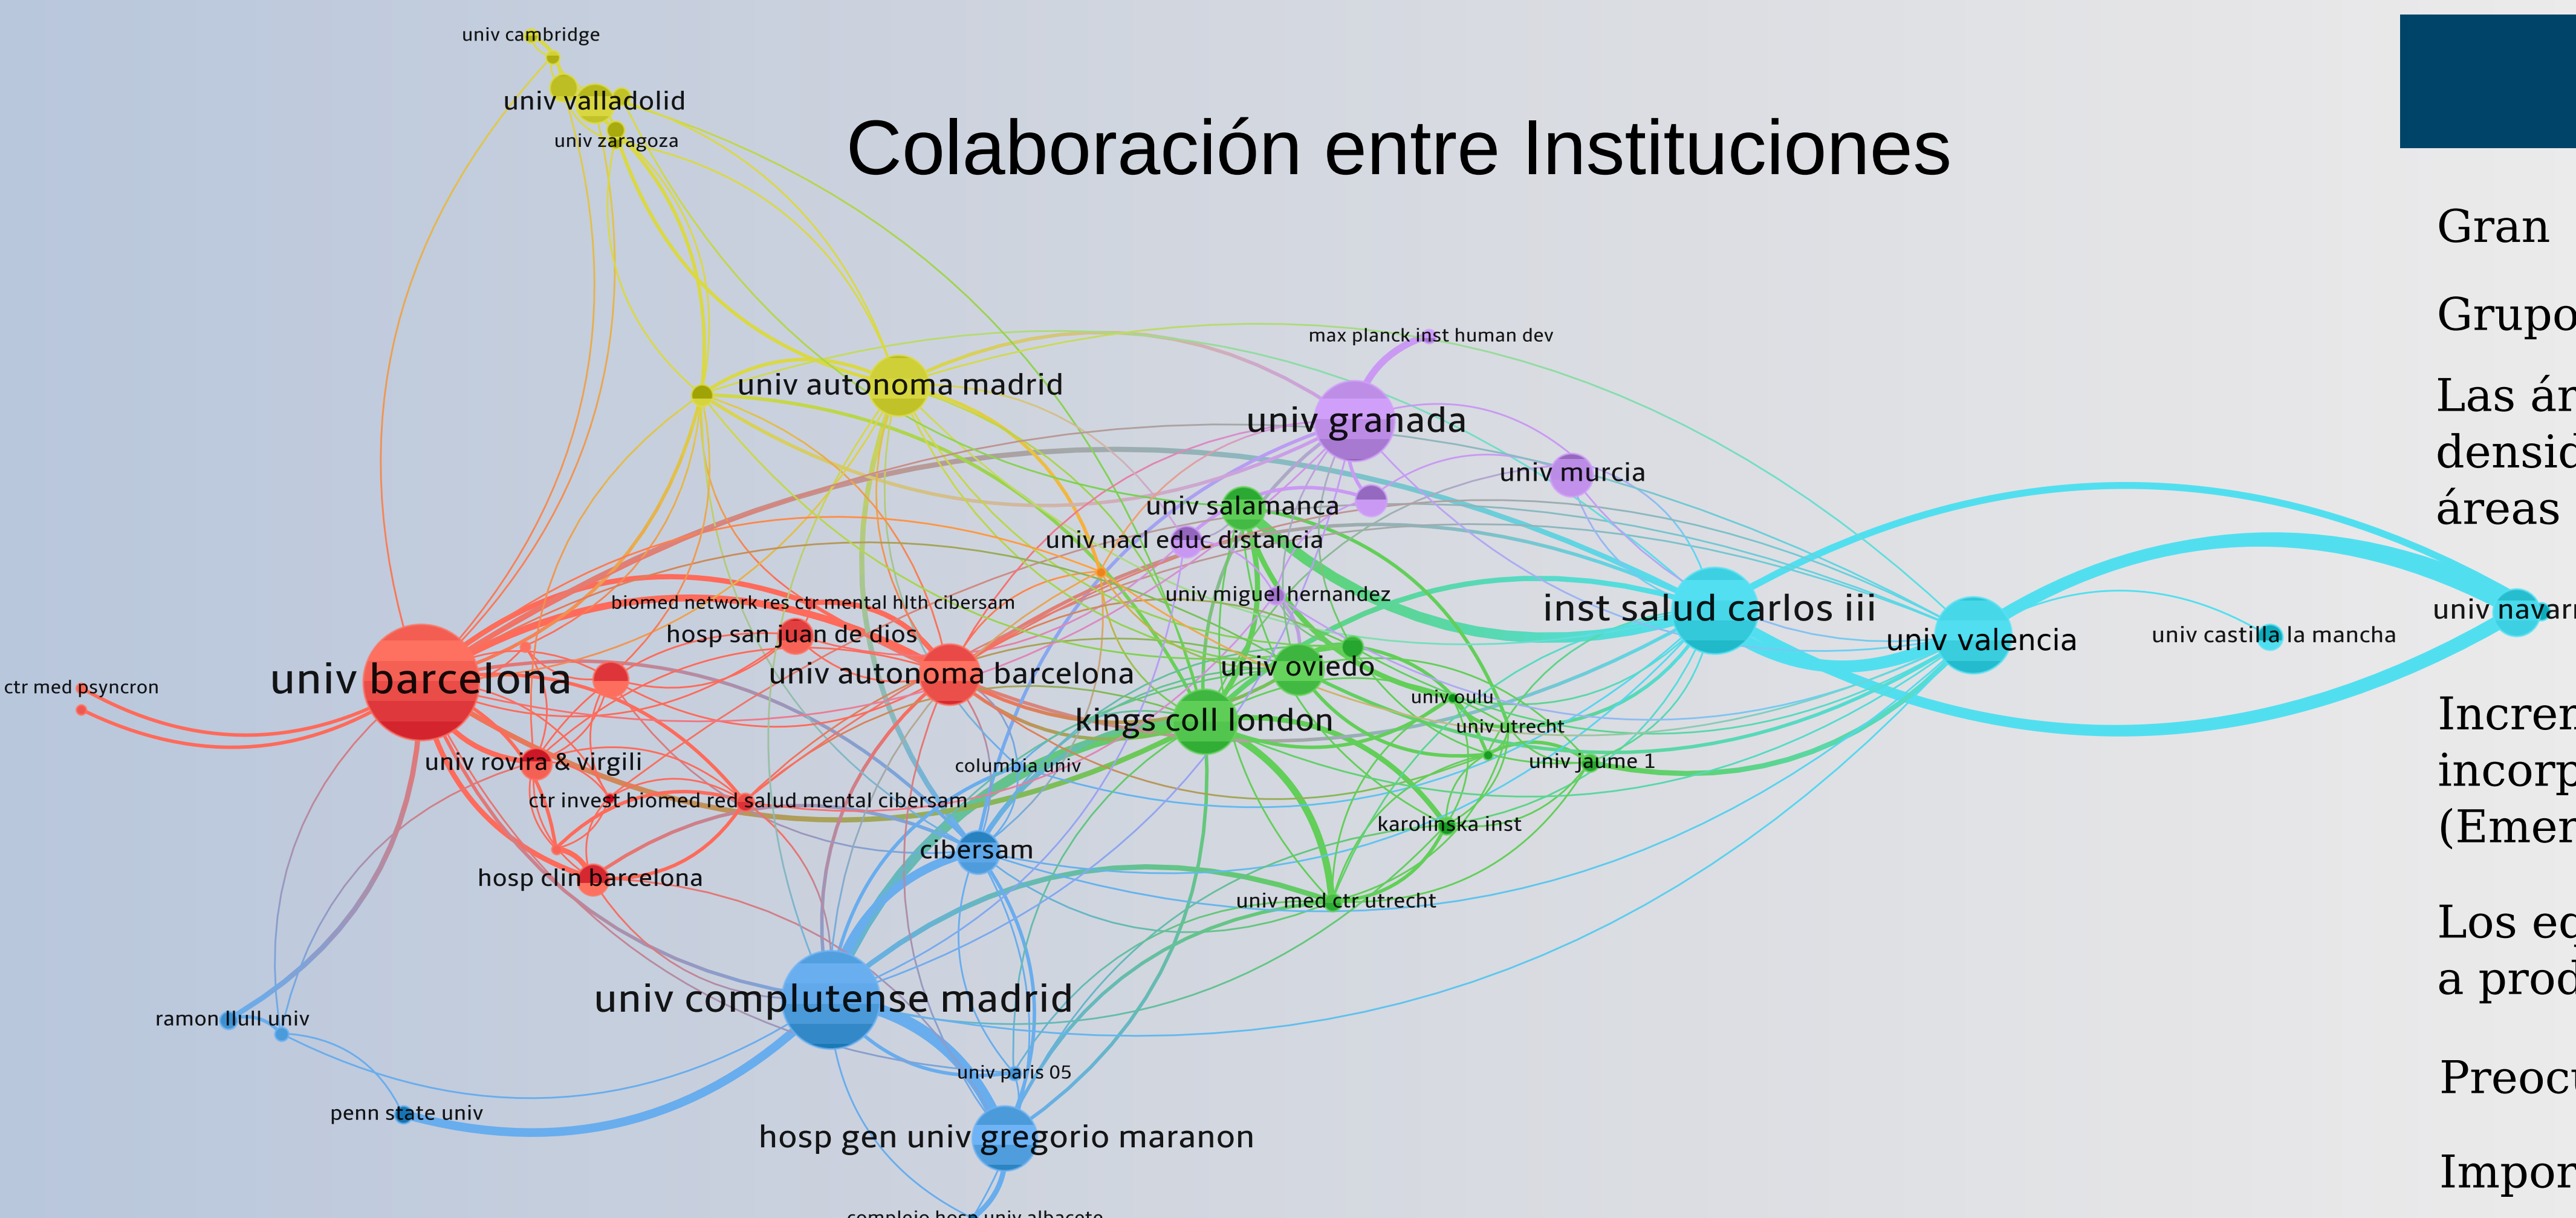 univ cambridge
univ valladolid
univ zaragoza
Colaboración entre Instituciones
max planck inst human dev
univ autonoma madrid
univ granada
univ murcia
univ salamanca
univ nacl educ distancia
biomed network res ctr mental hlth cibersam
univ miguel hernandez
hosp san juan de dios
inst salud carlos iii
univ valencia
univ castilla la mancha
univ navarr
univ barcelona
ctr med psyncron
univ autonoma barcelona
univ oviedo
univ oulu
kings coll london
univ utrecht
univ rovira & virgili
columbia univ
univ jaume 1
ctr invest biomed red salud mental cibersam
karolinska inst
cibersam
hosp clin barcelona
univ med ctr utrecht
univ complutense madrid
ramon llull univ
univ paris 05
penn state univ
hosp gen univ gregorio maranon
complejo hosp univ albacete
Gran
Grupo
Las ár
densid
áreas
Increm
incorp
(Emer
Los eq
a prod
Preocu
Impor